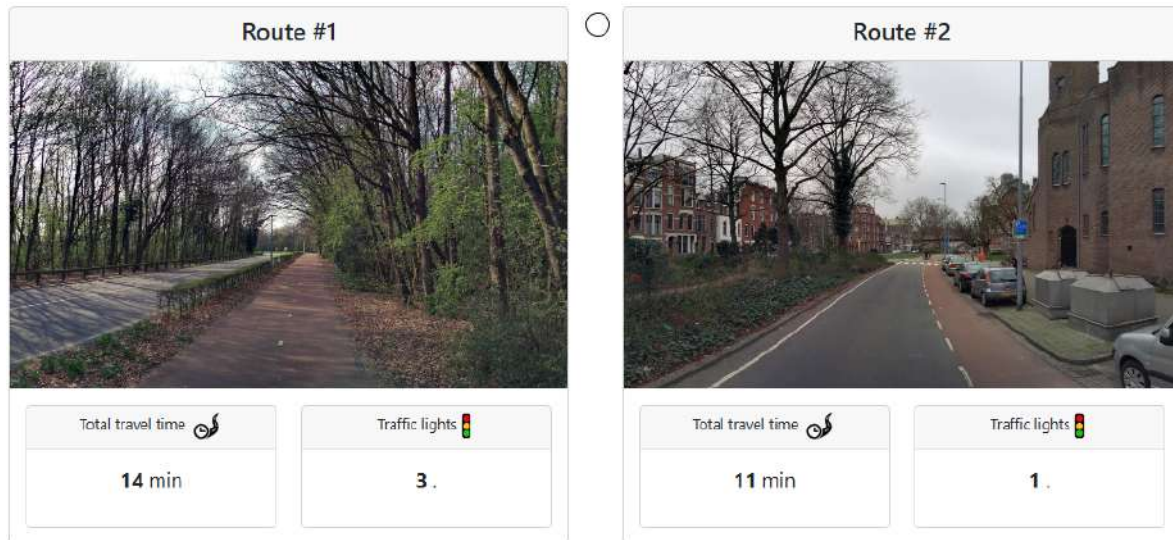 Route #1
Total travel time
14 min
Traffic lights
3 .
Route #2
Total travel time
11 min
Traffic lights
1 .